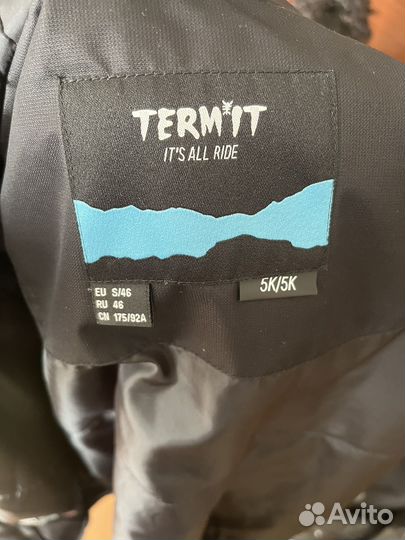 TERMIT
IT'S ALL RIDE
EU S/46
RU 46
CN 175/92A
5K/5K
Avito